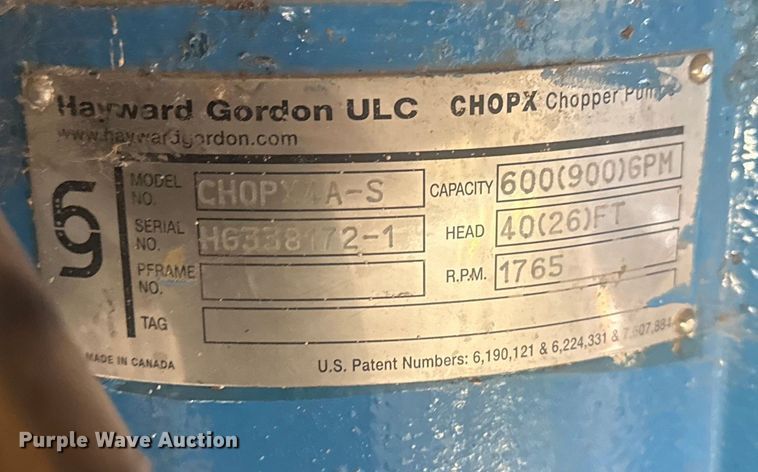 Hayward Gordon ULC CHOPX Chopper Pumps
www.haywardgordon.com
MODEL NO. CHOPX4A-S CAPACITY 600(900)GPM
SERIAL NO. HG338172-1 HEAD 40(26)FT
PFRAME NO. R.P.M. 1765
TAG
MADE IN CANADA U.S. Patent Numbers: 6,190,121 & 6,224,331 & 7,607,884
Purple Wave Auction